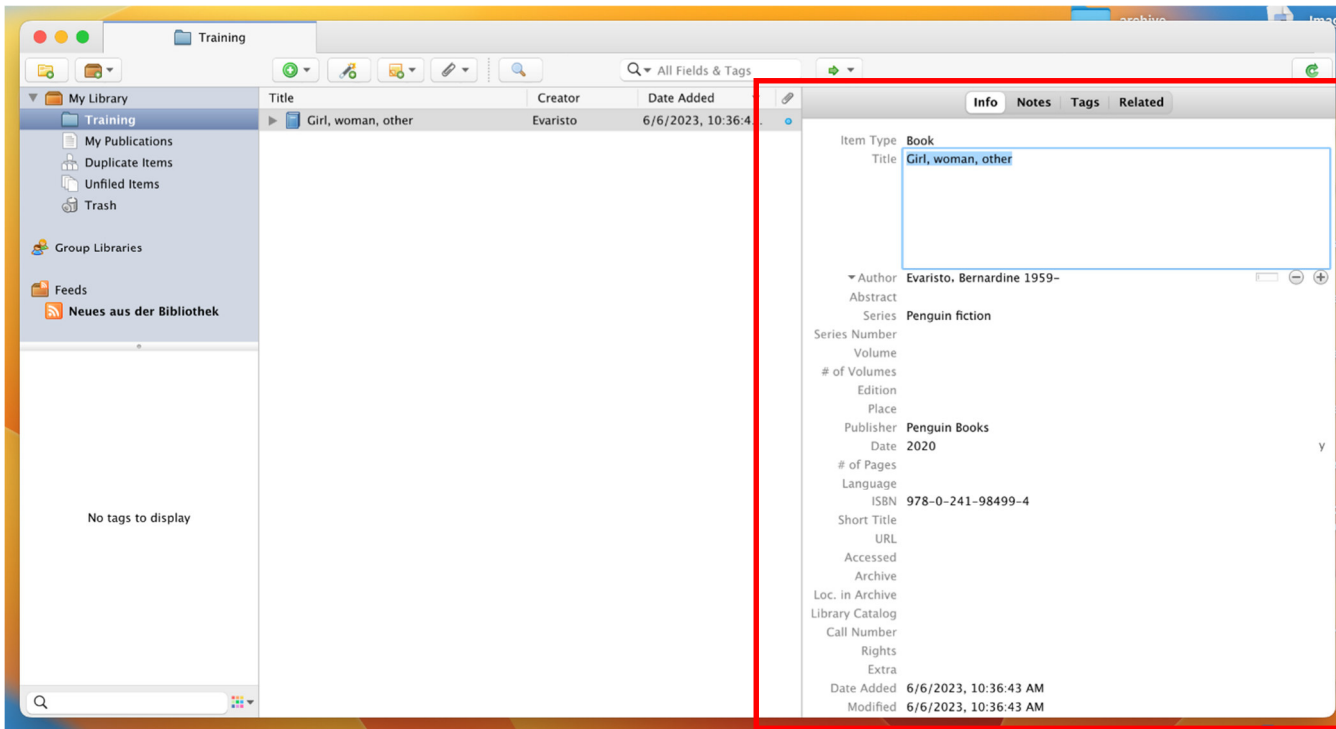 archive
Training
All Fields & Tags
My Library
Training
My Publications
Duplicate Items
Unfiled Items
Trash
Group Libraries
Feeds
Neues aus der Bibliothek
No tags to display
Title Creator Date Added
Girl, woman, other Evaristo 6/6/2023, 10:36:4…
Info Notes Tags Related
Item Type Book
Title Girl, woman, other
Author Evaristo, Bernardine 1959–
Abstract
Series Penguin fiction
Series Number
Volume
# of Volumes
Edition
Place
Publisher Penguin Books
Date 2020 y
# of Pages
Language
ISBN 978-0-241-98499-4
Short Title
URL
Accessed
Archive
Loc. in Archive
Library Catalog
Call Number
Rights
Extra
Date Added 6/6/2023, 10:36:43 AM
Modified 6/6/2023, 10:36:43 AM